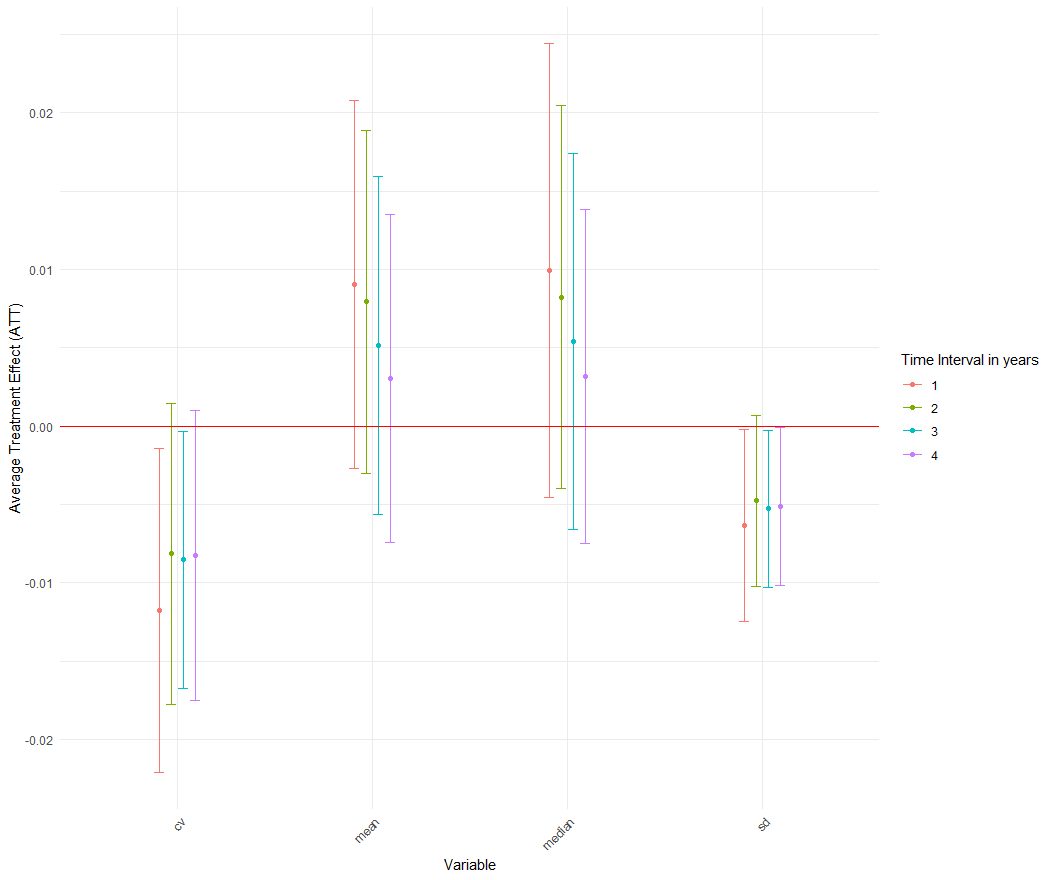 Average Treatment Effect (ATT)
0.02
0.01
0.00
-0.01
-0.02
cv
mean
median
sd
Variable
Time Interval in years
1
2
3
4